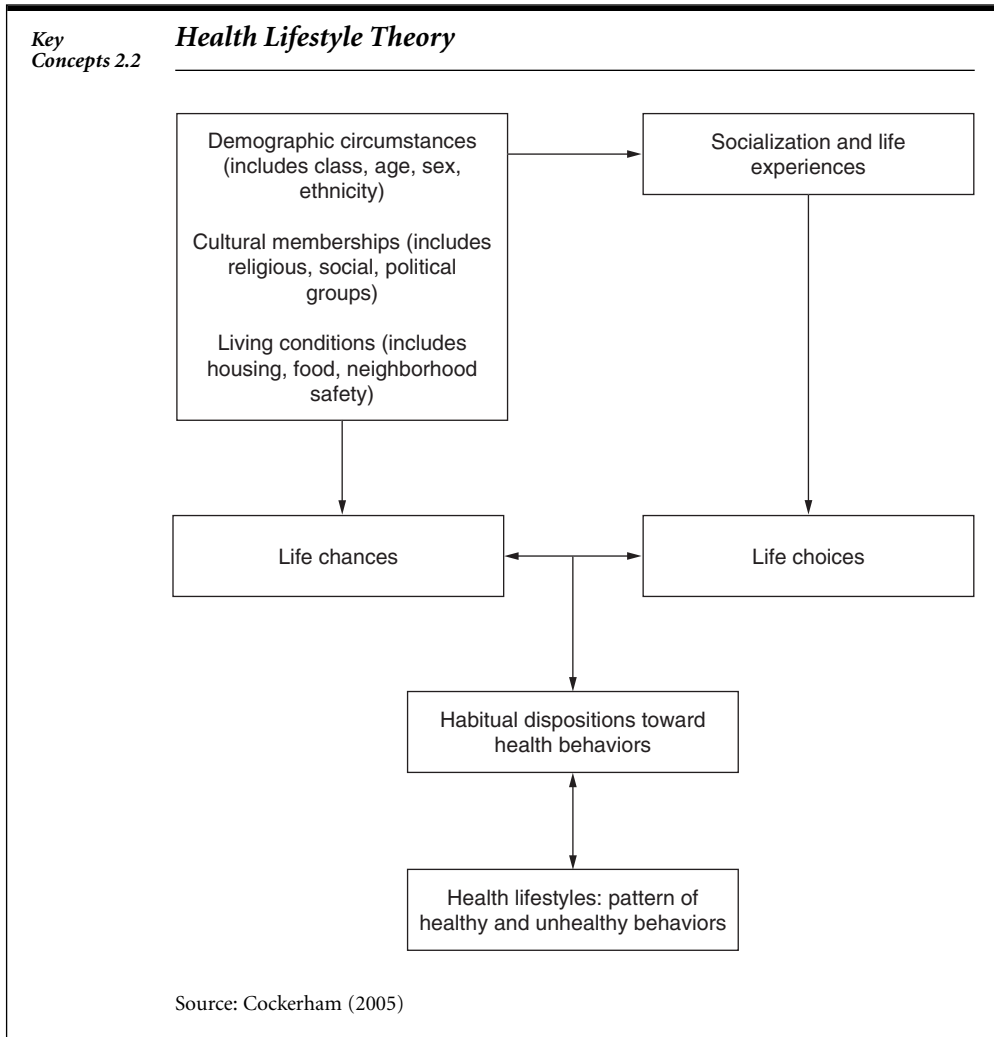 Key
Concepts 2.2
Health Lifestyle Theory
Demographic circumstances
(includes class, age, sex,
ethnicity)
Cultural memberships (includes
religious, social, political
groups)
Living conditions (includes
housing, food, neighborhood
safety)
Socialization and life
experiences
Life chances
Life choices
Habitual dispositions toward
health behaviors
Health lifestyles: pattern of
healthy and unhealthy behaviors
Source: Cockerham (2005)